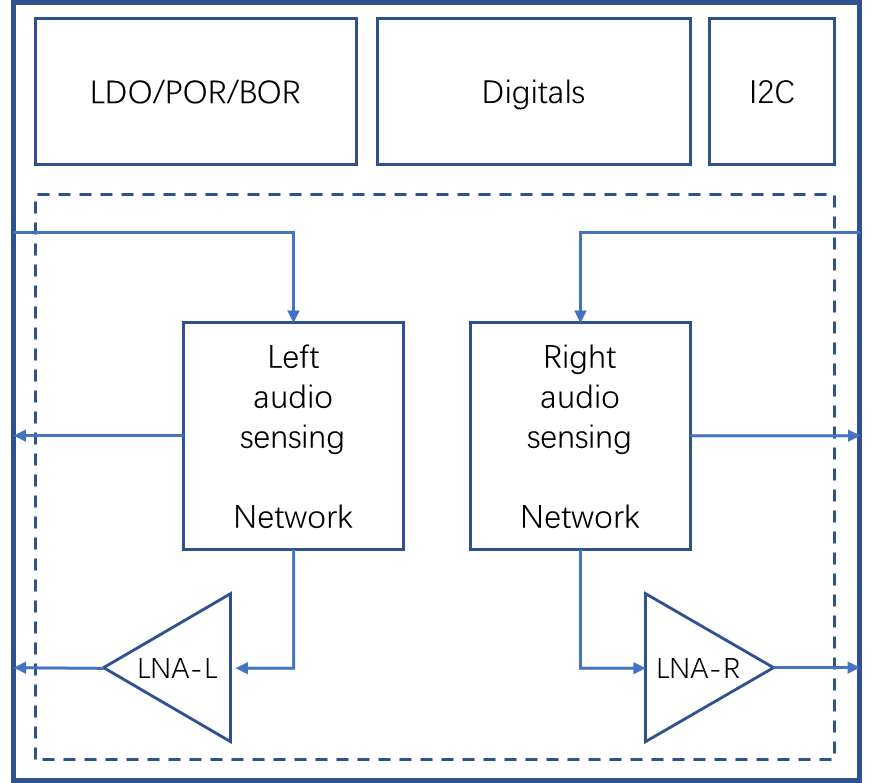 LDO/POR/BOR
Digitals
I2C
Left
audio
sensing
Network
Right
audio
sensing
Network
LNA-L
LNA-R